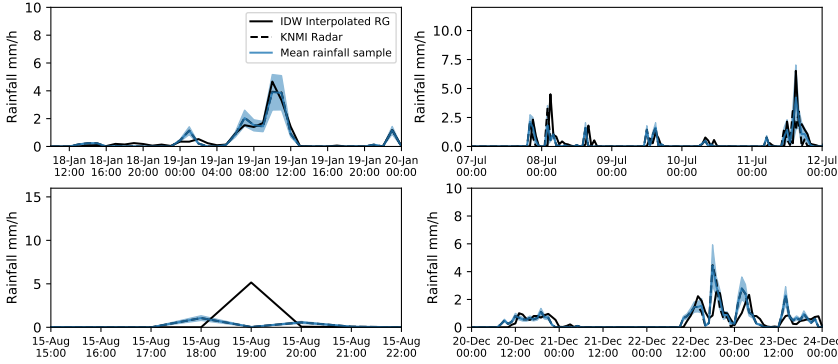 Rainfall mm/h
10
8
6
4
2
0
IDW Interpolated RG
KNMI Radar
Mean rainfall sample
18-Jan 18-Jan 18-Jan 19-Jan 19-Jan 19-Jan 19-Jan 19-Jan 19-Jan 20-Jan
12:00 16:00 20:00 00:00 04:00 08:00 12:00 16:00 20:00 0:00
Rainfall mm/h
10.0
7.5
5.0
2.5
0.0
07-Jul 08-Jul 09-Jul 10-Jul 11-Jul 12-Jul
00:00 00:00 00:00 00:00 00:00 00:00
Rainfall mm/h
15
10
5
0
15-Aug 15-Aug 15-Aug 15-Aug 15-Aug 15-Aug 15-Aug 15-Aug
15:00 16:00 17:00 18:00 19:00 20:00 21:00 22:00
Rainfall mm/h
10
8
6
4
2
0
20-Dec 20-Dec 21-Dec 21-Dec 22-Dec 22-Dec 23-Dec 23-Dec 24-De
00:00 12:00 00:00 12:00 00:00 12:00 00:00 12:00 00:00